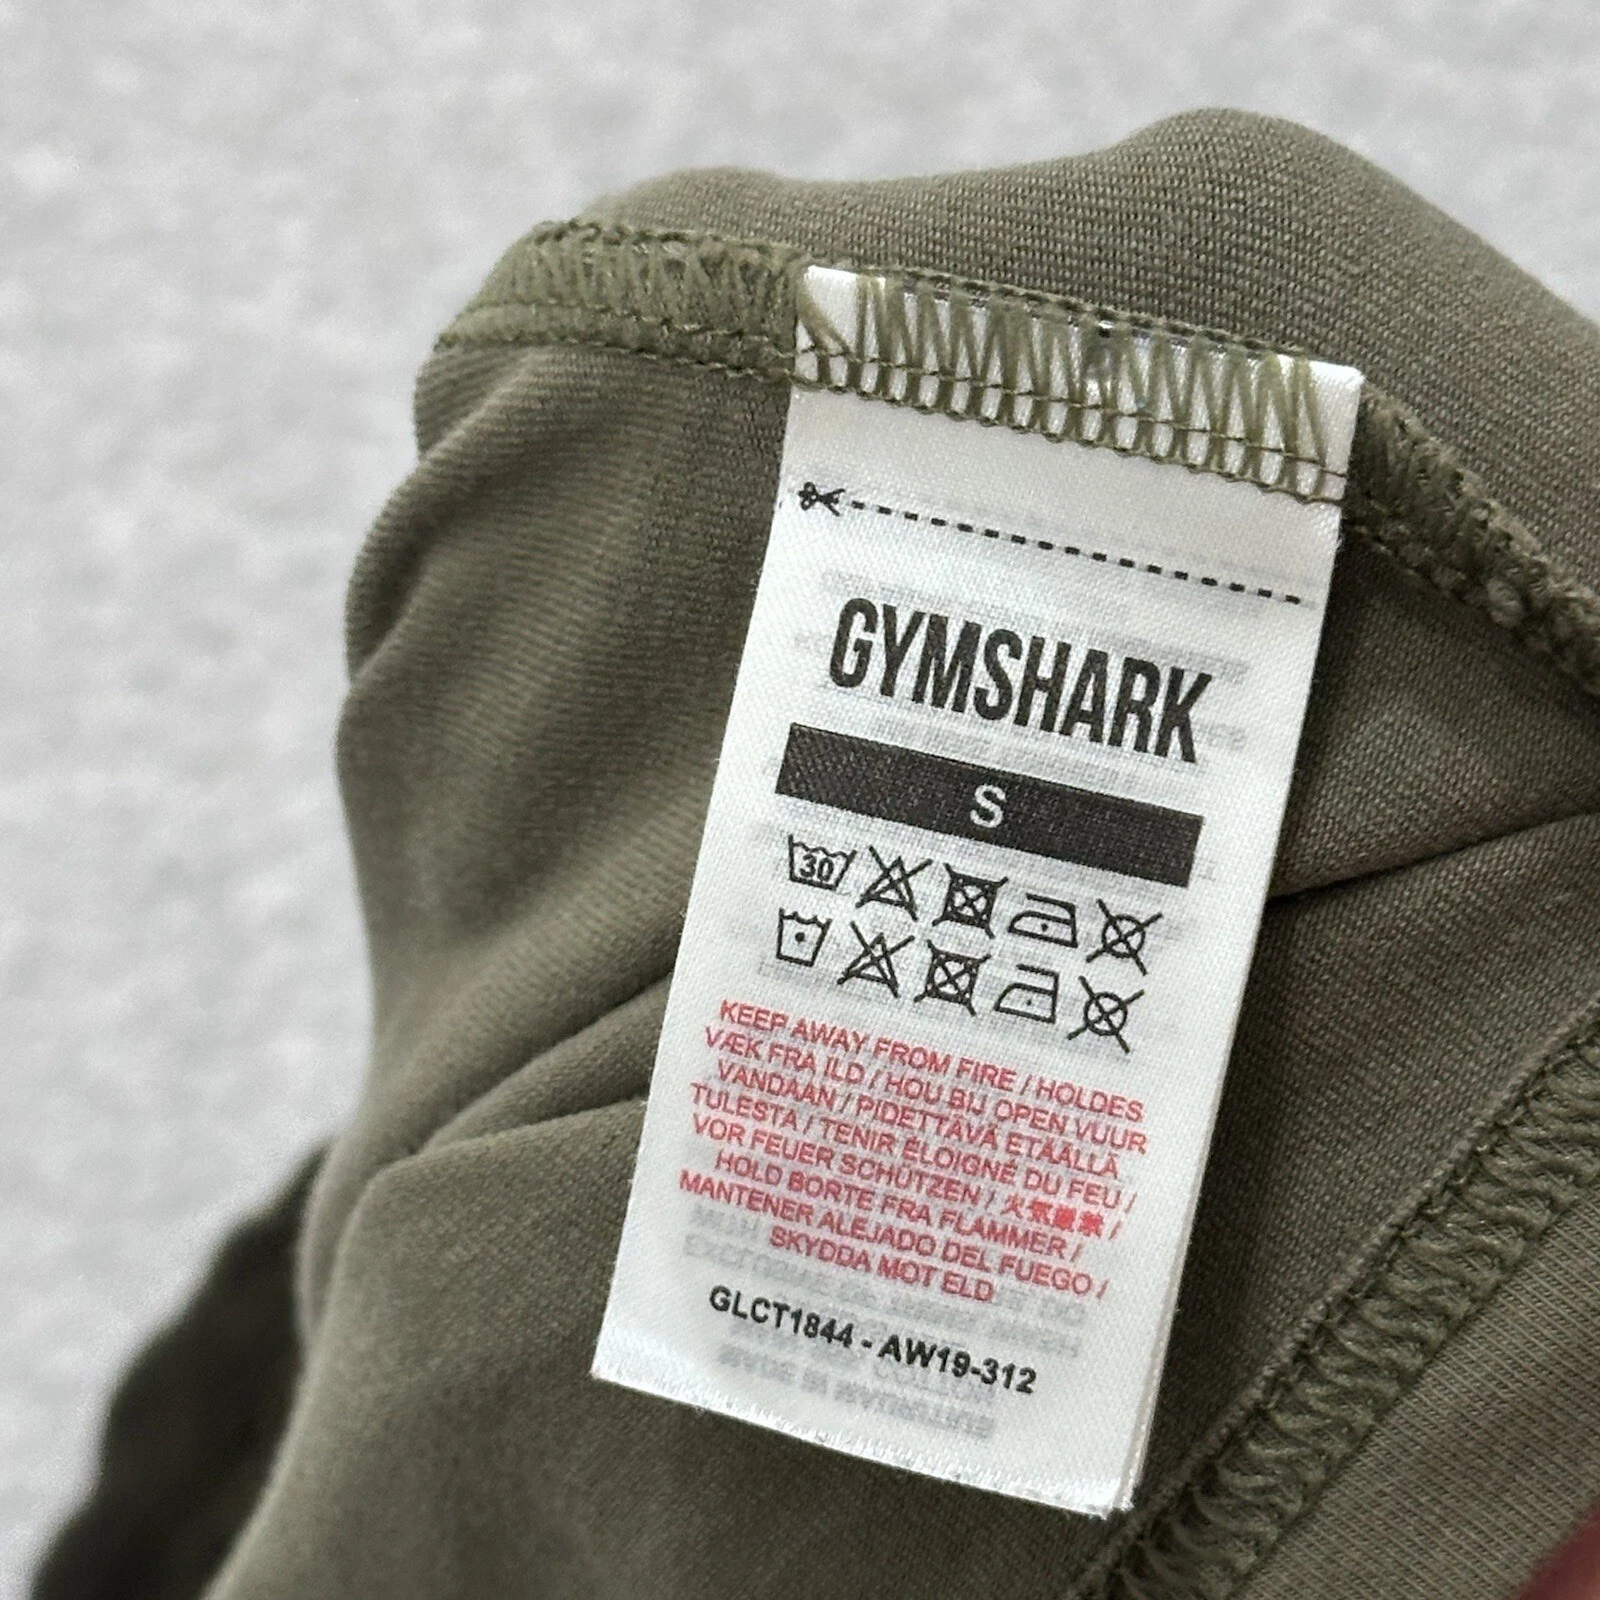 GYMSHARK
S
30
KEEP AWAY FROM FIRE / HOLDES
VÆK FRA ILD / HOU BIJ OPEN VUUR
VANDAAN / PIDETTÄVÄ ETÄÄLLÄ
TULESTA / TENIR ÉLOIGNÉ DU FEU /
VOR FEUER SCHÜTZEN / 火気厳禁 /
HOLD BORTE FRA FLAMMER /
MANTENER ALEJADO DEL FUEGO /
SKYDDA MOT ELD
GLCT1844 - AW19-312